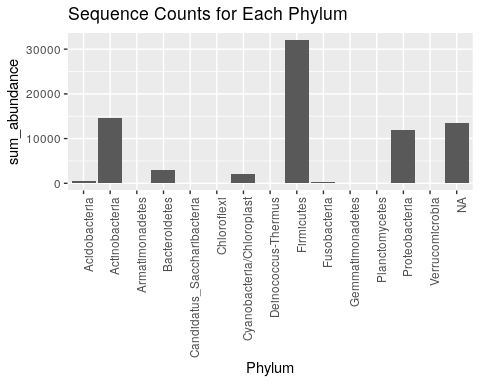 Sequence Counts for Each Phylum
sum_abundance
30000
20000
10000
0
Acidobacteria
Actinobacteria
Armatimonadetes
Bacteroidetes
Candidatus_Saccharibacteria
Chloroflexi
Cyanobacteria/Chloroplast
Deinococcus-Thermus
Firmicutes
Fusobacteria
Gemmatimonadetes
Planctomycetes
Proteobacteria
Verrucomicrobia
NA
Phylum